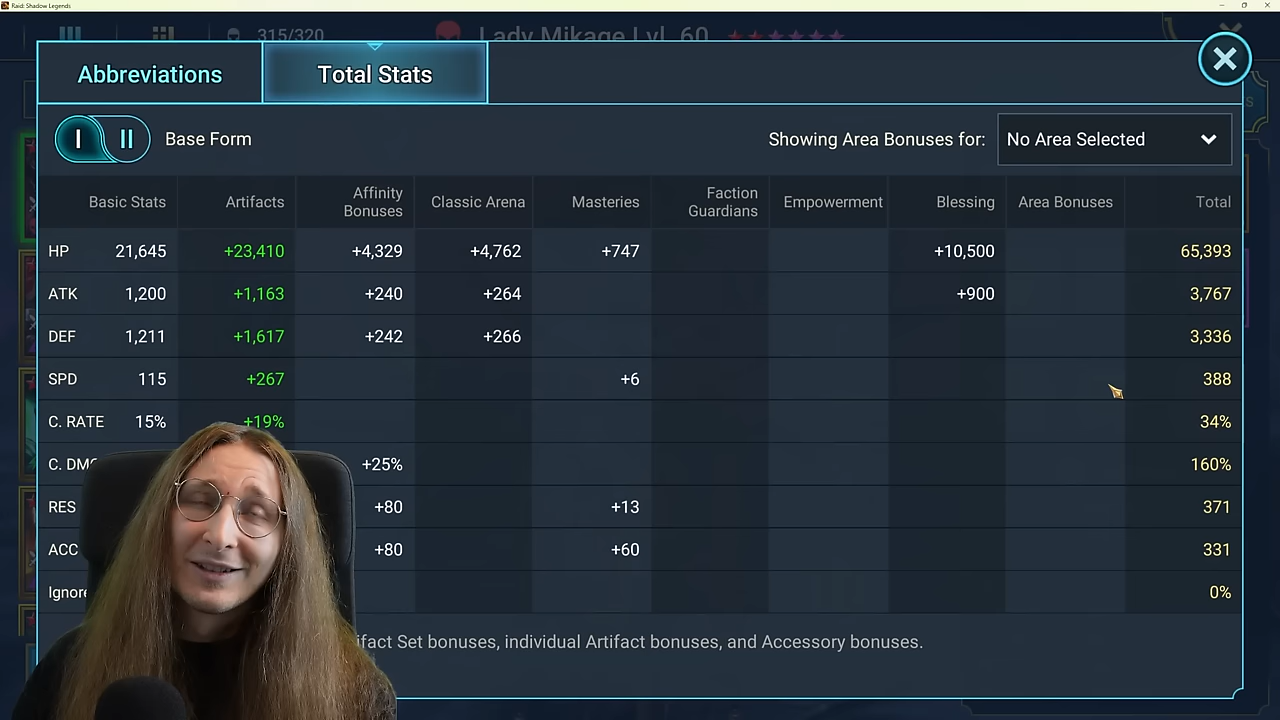 Raid: Shadow Legends
315/320
Lady Mikage Lvl 60
Abbreviations
Total Stats
I II Base Form
Showing Area Bonuses for: No Area Selected
Basic Stats Artifacts Affinity Bonuses Classic Arena Masteries Faction Guardians Empowerment Blessing Area Bonuses Total
HP 21,645 +23,410 +4,329 +4,762 +747 +10,500 65,393
ATK 1,200 +1,163 +240 +264 +900 3,767
DEF 1,211 +1,617 +242 +266 3,336
SPD 115 +267 +6 388
C. RATE 15% +19% 34%
C. +25% 160%
RES +80 +13 371
ACC +80 +60 331
0%
Set bonuses, individual Artifact bonuses, and Accessory bonuses.